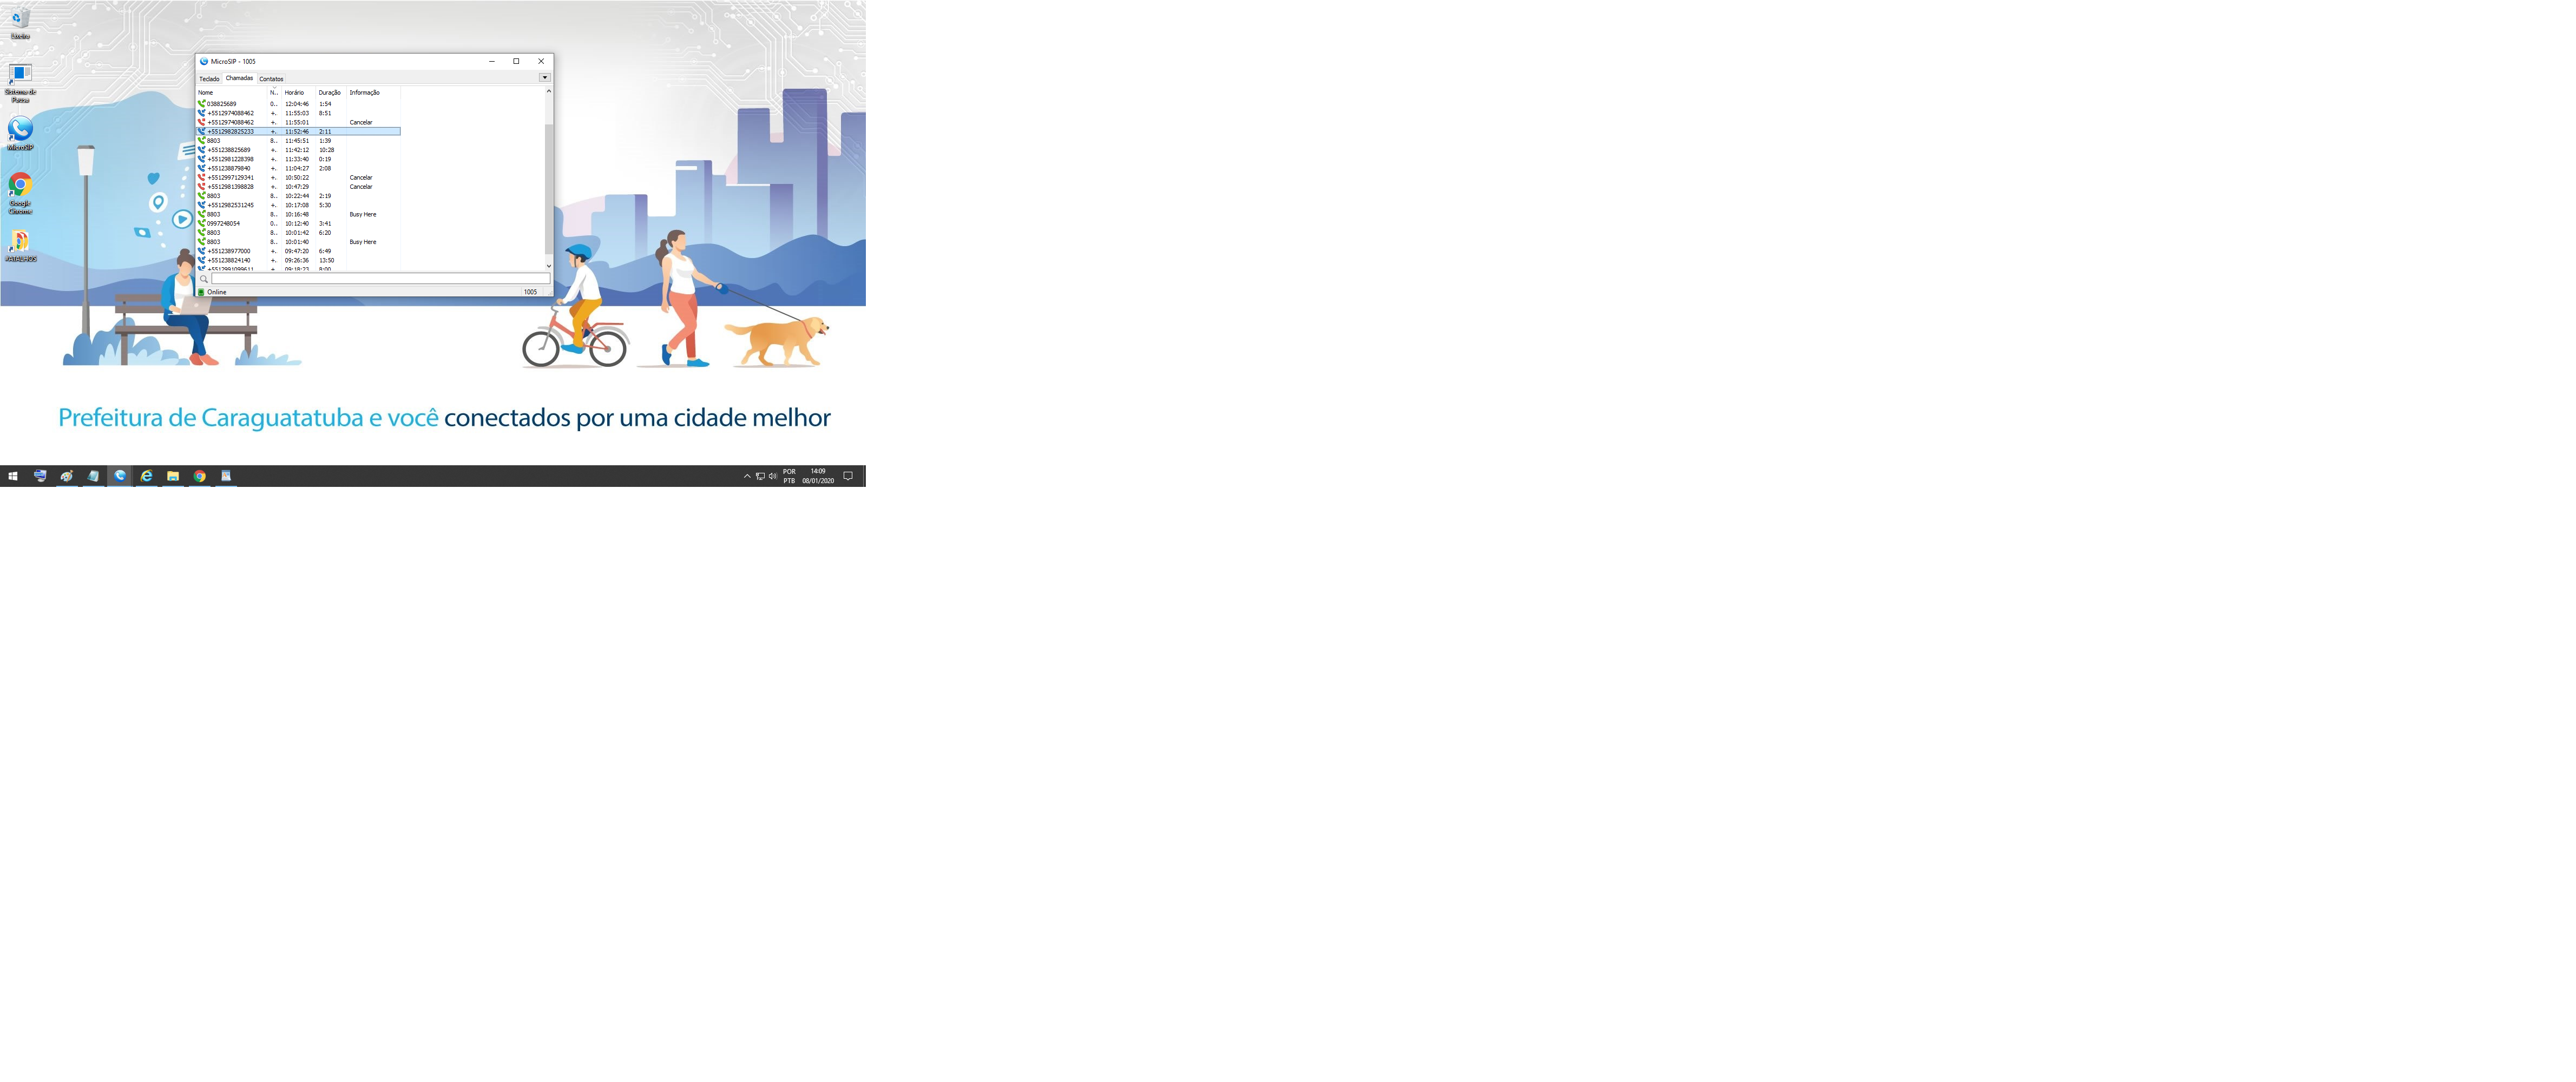 Lixeira
Sistema de
Pausa
MicroSIP
Google
Chrome
ATALHOS
MicroSIP - 1005
Teclado Chamadas Contatos
Nome N.. Horário Duração Informação
038825689 0.. 12:04:46 1:54
+5512974088462 +. 11:55:03 8:51
+5512974088462 +. 11:55:01 Cancelar
+5512982825233 +. 11:52:46 2:11
8803 8.. 11:45:51 1:39
+551238825689 +. 11:42:12 10:28
+5512981228398 +. 11:33:40 0:19
+551238879840 +. 11:04:27 2:08
+5512997129341 +. 10:50:22 Cancelar
+5512981398828 +. 10:47:29 Cancelar
8803 8.. 10:22:44 2:19
+5512982531245 +. 10:17:08 5:30
8803 8.. 10:16:48 Busy Here
0997248054 0.. 10:12:40 3:41
8803 8.. 10:01:42 6:20
8803 8.. 10:01:40 Busy Here
+551238977000 +. 09:47:20 6:49
+551238824140 +. 09:26:36 13:50
+5512991099611 +. 09:18:23 8:00
Online 1005
Prefeitura de Caraguatatuba e você conectados por uma cidade melhor
POR 14:09
PTB 08/01/2020